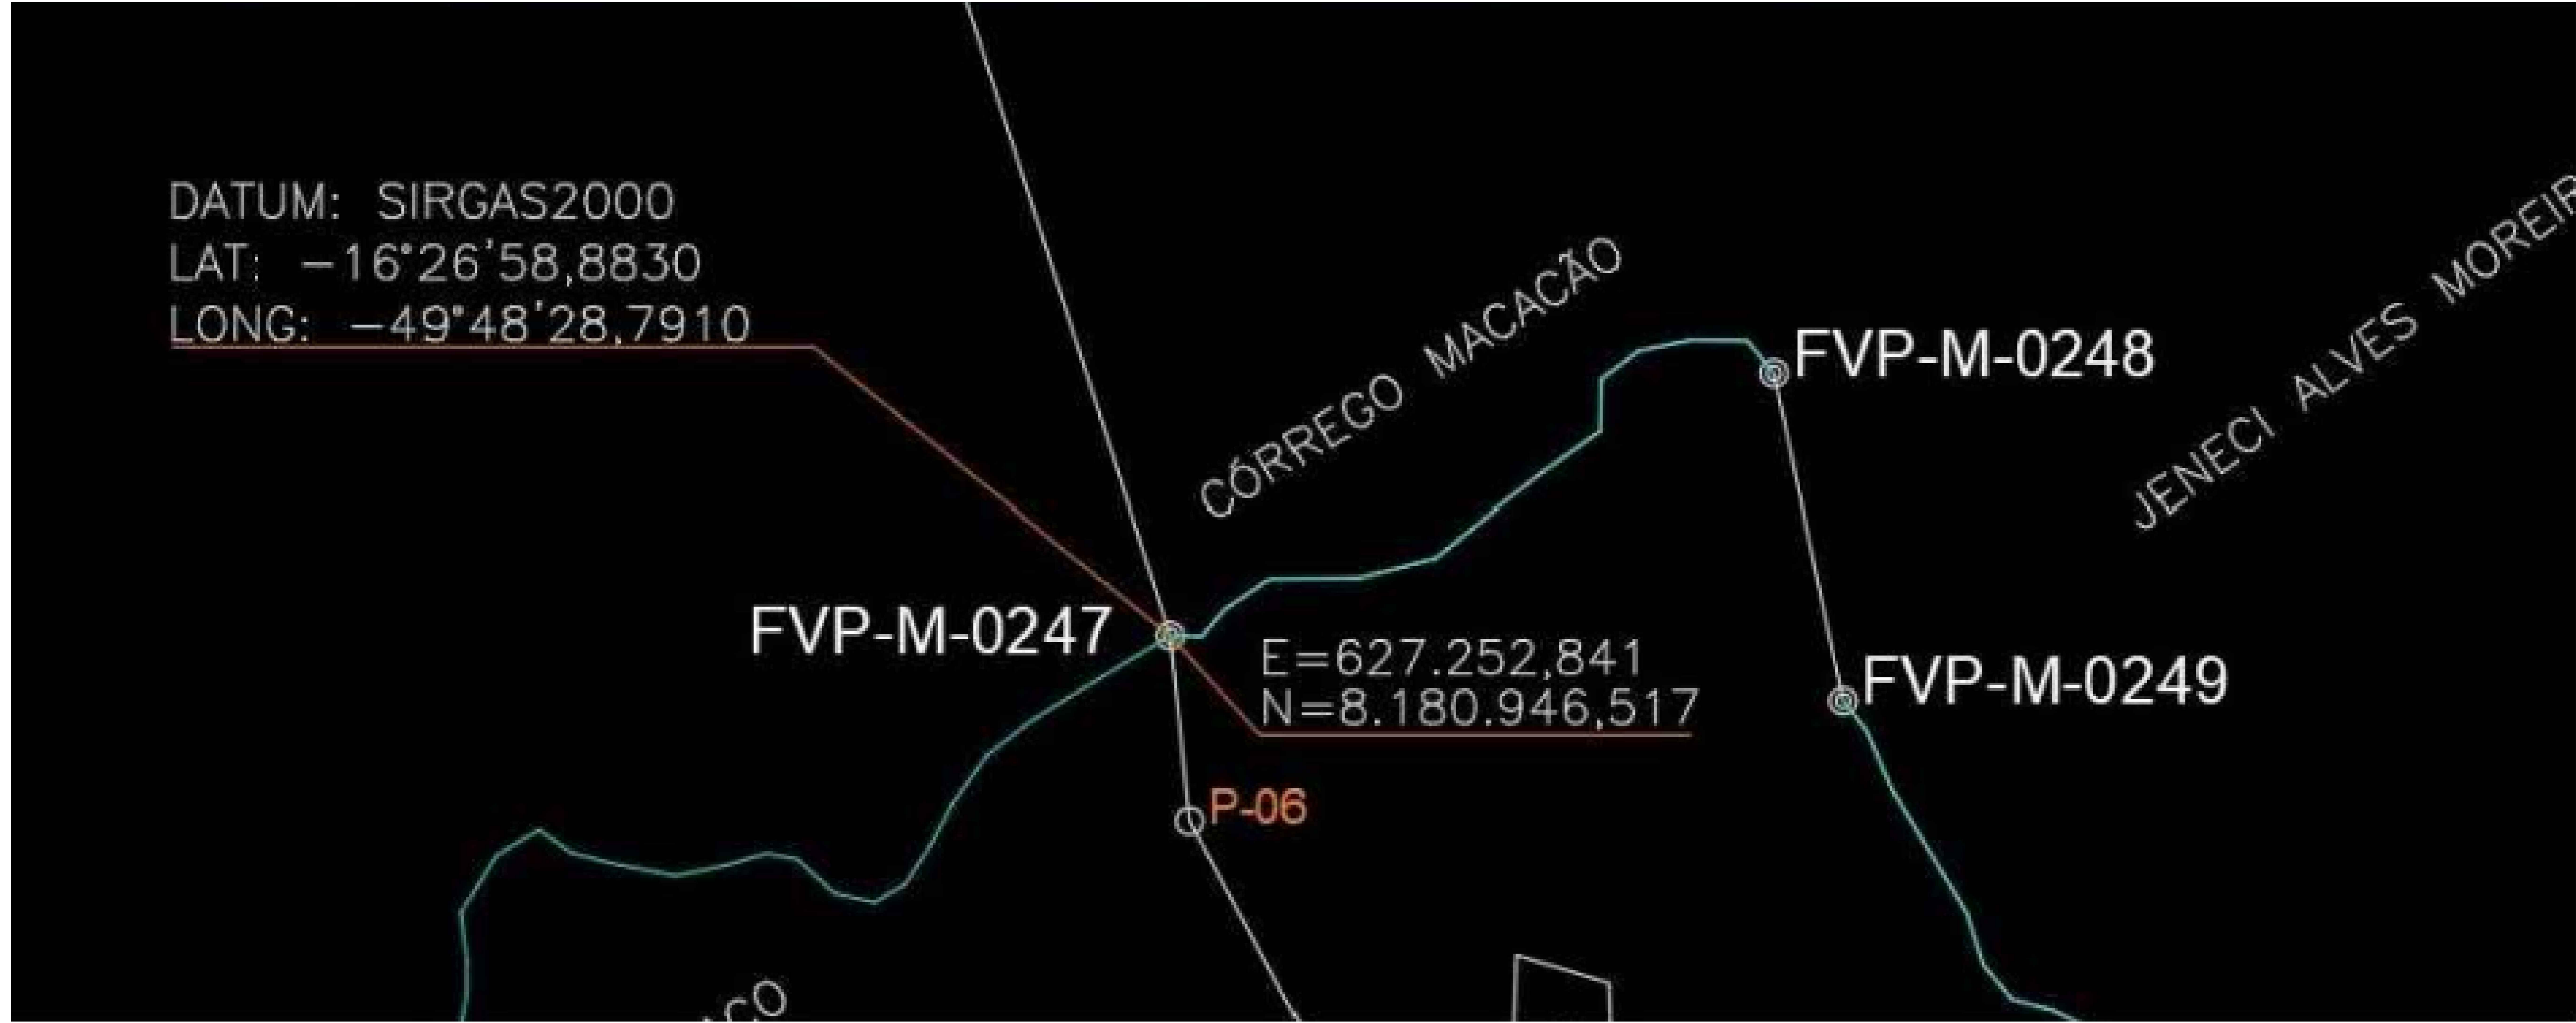 DATUM: SIRGAS2000
LAT: -16°26'58,8830
LONG: -49°48'28,7910
CÓRREGO MACACÃO
FVP-M-0248
JENECI ALVES
FVP-M-0247
E=627.252,841
N=8.180.946,517
FVP-M-0249
P-06